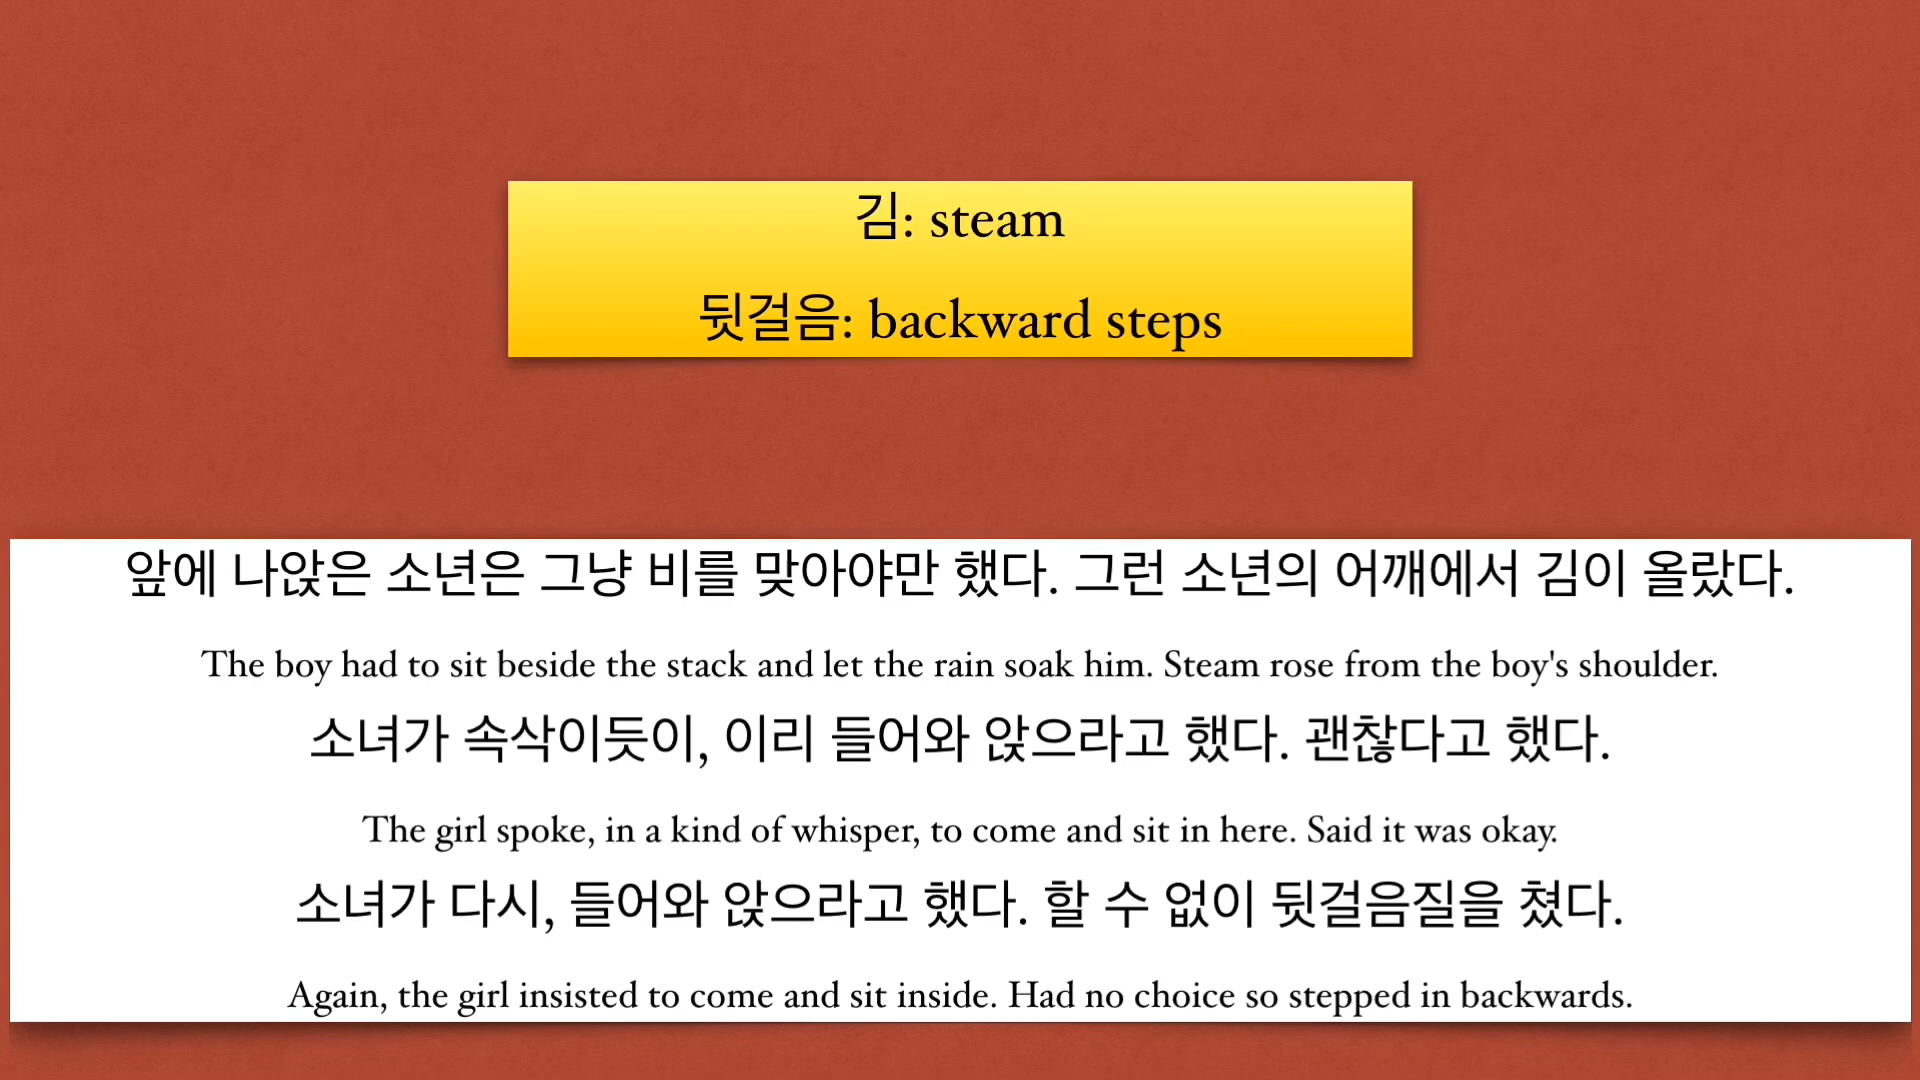 김: steam
뒷걸음: backward steps
앞에 나앉은 소년은 그냥 비를 맞아야만 했다. 그런 소년의 어깨에서 김이 올랐다.
The boy had to sit beside the stack and let the rain soak him. Steam rose from the boy's shoulder.
소녀가 속삭이듯이, 이리 들어와 앉으라고 했다. 괜찮다고 했다.
The girl spoke, in a kind of whisper, to come and sit in here. Said it was okay.
소녀가 다시, 들어와 앉으라고 했다. 할 수 없이 뒷걸음질을 쳤다.
Again, the girl insisted to come and sit inside. Had no choice so stepped in backwards.